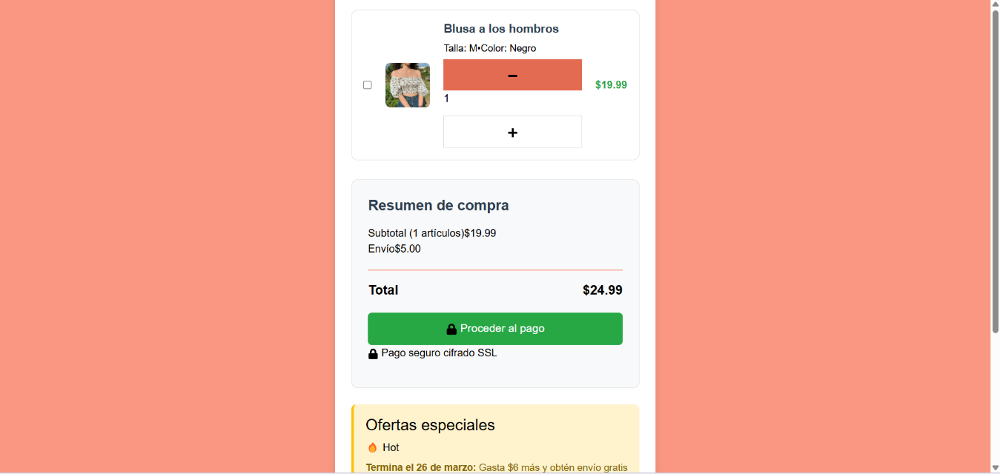 Blusa a los hombros
Talla: M•Color: Negro
−
$19.99
1
+
Resumen de compra
Subtotal (1 artículos)$19.99
Envío$5.00
Total $24.99
Proceder al pago
Pago seguro cifrado SSL
Ofertas especiales
Hot
Termina el 26 de marzo: Gasta $6 más y obtén envío gratis